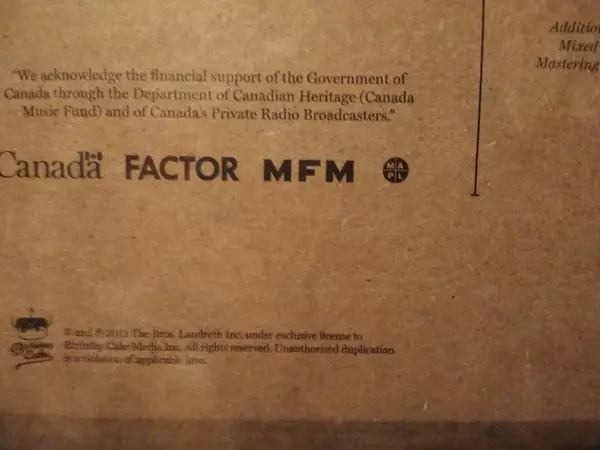 "We acknowledge the financial support of the Government of
Canada through the Department of Canadian Heritage (Canada
Music Fund) and of Canada's Private Radio Broadcasters."
Canada FACTOR MFM M A P L
Additio
Mixed
Mastering
© and ℗ The Bros. Landreth Inc. under exclusive license to
Birthday Cake Media Inc. All rights reserved. Unauthorized duplication
is a violation of applicable laws.